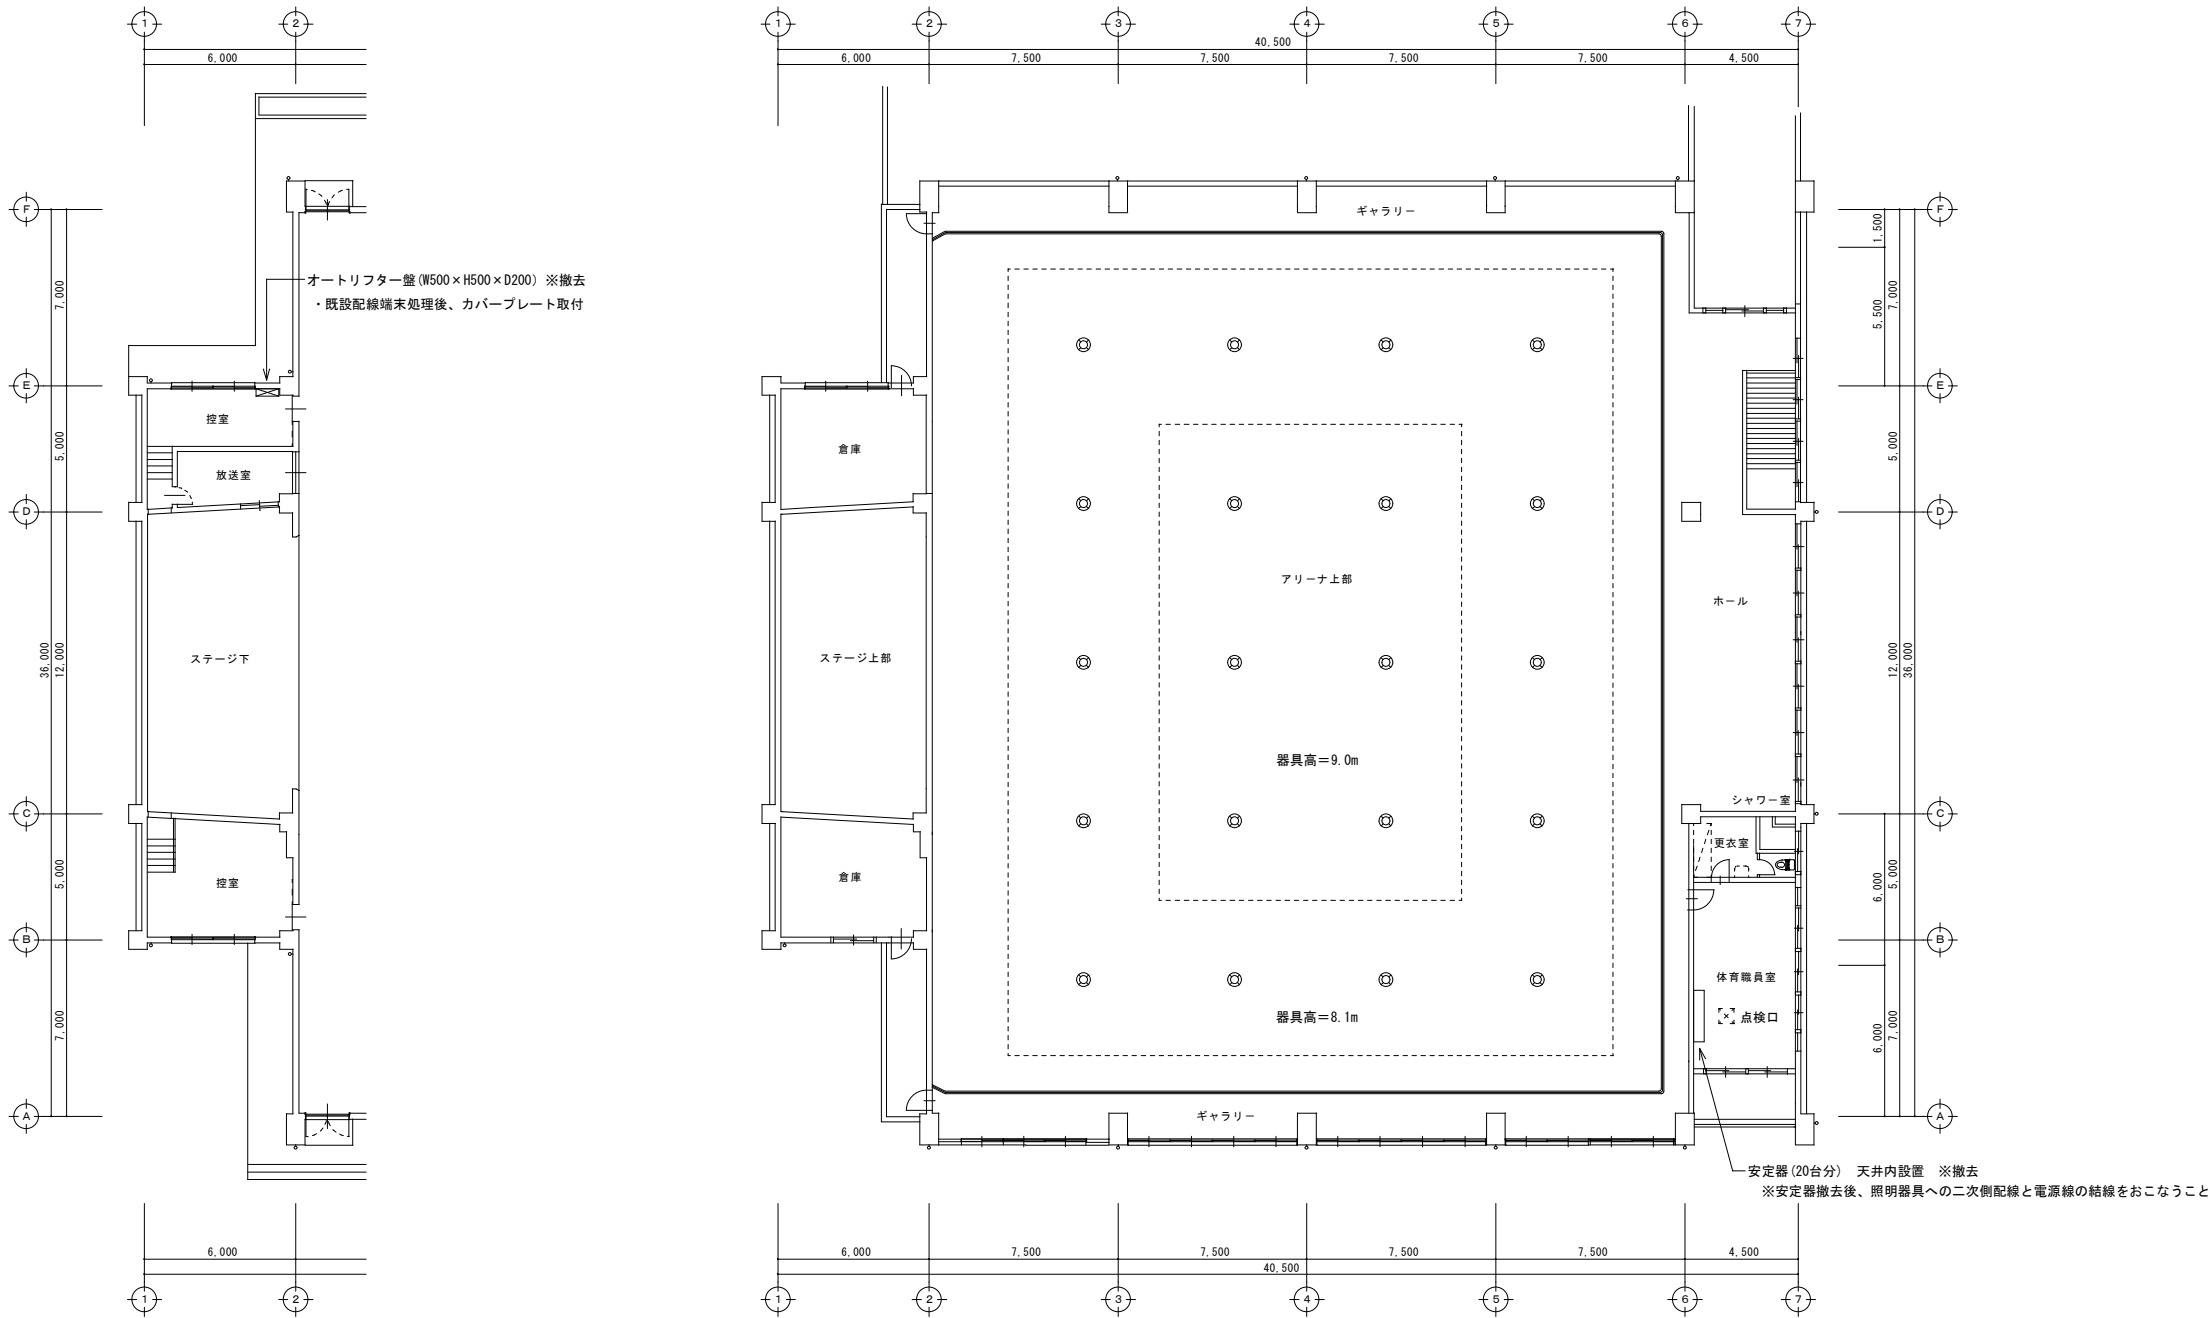 1 2
6,000
1 2 3 4 5 6 7
40,500
6,000 7,500 7,500 7,500 7,500 4,500
F
E
D
C
B
A
7,000
5,000
36,000
12,000
5,000
7,000
オートリフター盤(W500×H500×D200) ※撤去
・既設配線端末処理後、カバープレート取付
控室
放送室
ステージ下
控室
6,000
1 2
ギャラリー
倉庫
アリーナ上部
ホール
ステージ上部
器具高=9.0m
シャワー室
更衣室
倉庫
体育職員室
点検口
器具高=8.1m
ギャラリー
F
E
D
C
B
A
1,500
5,500
7,000
5,000
12,000
36,000
6,000
5,000
6,000
7,000
安定器(20台分) 天井内設置 ※撤去
※安定器撤去後、照明器具への二次側配線と電源線の結線をおこなうこと
6,000 7,500 7,500 7,500 7,500 4,500
40,500
1 2 3 4 5 6 7